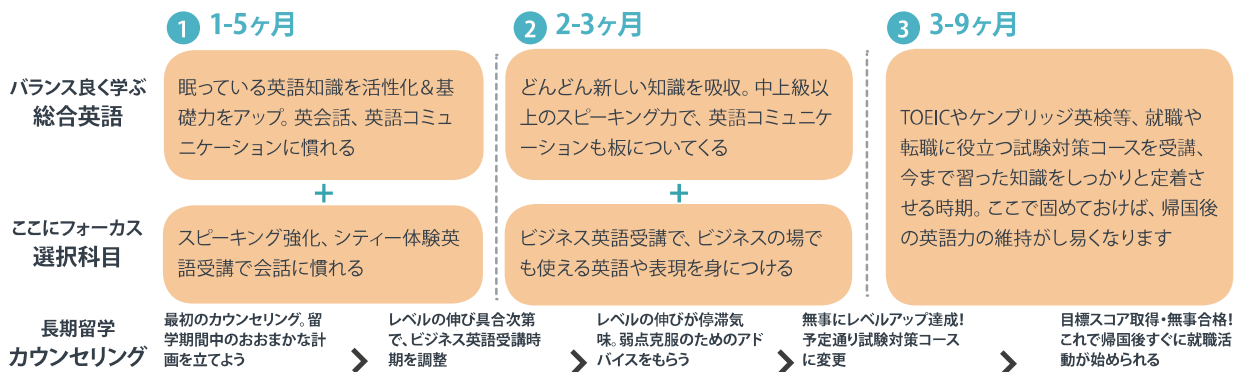 1 1-5ヶ月
2 2-3ヶ月
3 3-9ヶ月
バランス良く学ぶ
総合英語
眠っている英語知識を活性化＆基
礎力をアップ。英会話、英語コミュ
ニケーションに慣れる
どんどん新しい知識を吸収。中上級以
上のスピーキング力で、英語コミュニケ
ーションも板についてくる
TOEICやケンブリッジ英検等、就職や
転職に役立つ試験対策コースを受講、
今まで習った知識をしっかりと定着さ
せる時期。ここで固めておけば、帰国後
の英語力の維持がし易くなります
+
+
ここにフォーカス
選択科目
スピーキング強化、シティー体験英
語受講で会話に慣れる
ビジネス英語受講で、ビジネスの場で
も使える英語や表現を身につける
長期留学
カウンセリング
最初のカウンセリング。留
学期間中のおおまかな計
画を立てよう
レベルの伸び具合次第
で、ビジネス英語受講時
期を調整
レベルの伸びが停滞気
味。弱点克服のためのアド
バイスをもらう
無事にレベルアップ達成！
予定通り試験対策コース
に変更
目標スコア取得・無事合格！
これで帰国後すぐに就職活
動が始められる